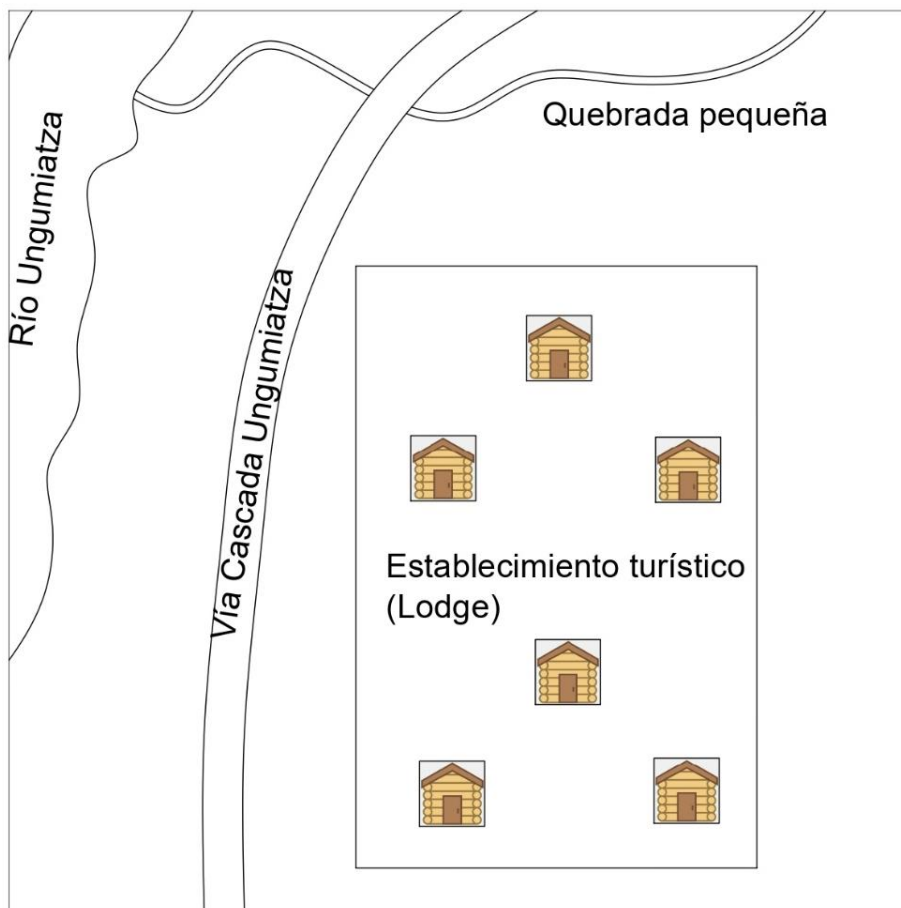 Quebrada pequeña
Río Ungumiatza
Vía Cascada Ungumiatza
Establecimiento turístico
(Lodge)